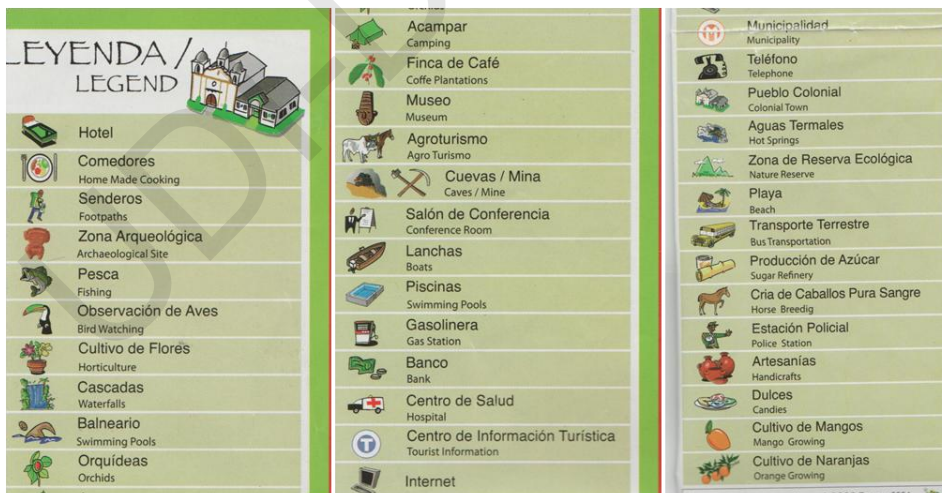 LEYENDA /
LEGEND
Hotel
Comedores
Home Made Cooking
Senderos
Footpaths
Zona Arqueológica
Archaeological Site
Pesca
Fishing
Observación de Aves
Bird Watching
Cultivo de Flores
Horticulture
Cascadas
Waterfalls
Balneario
Swimming Pools
Orquídeas
Orchids
Acampar
Camping
Finca de Café
Coffe Plantations
Museo
Museum
Agroturismo
Agro Turismo
Cuevas / Mina
Caves / Mine
Salón de Conferencia
Conference Room
Lanchas
Boats
Piscinas
Swimming Pools
Gasolinera
Gas Station
Banco
Bank
Centro de Salud
Hospital
T
Centro de Información Turística
Tourist Information
Internet
Municipalidad
Municipality
Teléfono
Telephone
Pueblo Colonial
Colonial Town
Aguas Termales
Hot Springs
Zona de Reserva Ecológica
Nature Reserve
Playa
Beach
Transporte Terrestre
Bus Transportation
Producción de Azúcar
Sugar Refinery
Cria de Caballos Pura Sangre
Horse Breedig
Estación Policial
Police Station
Artesanías
Handicrafts
Dulces
Candies
Cultivo de Mangos
Mango Growing
Cultivo de Naranjas
Orange Growing